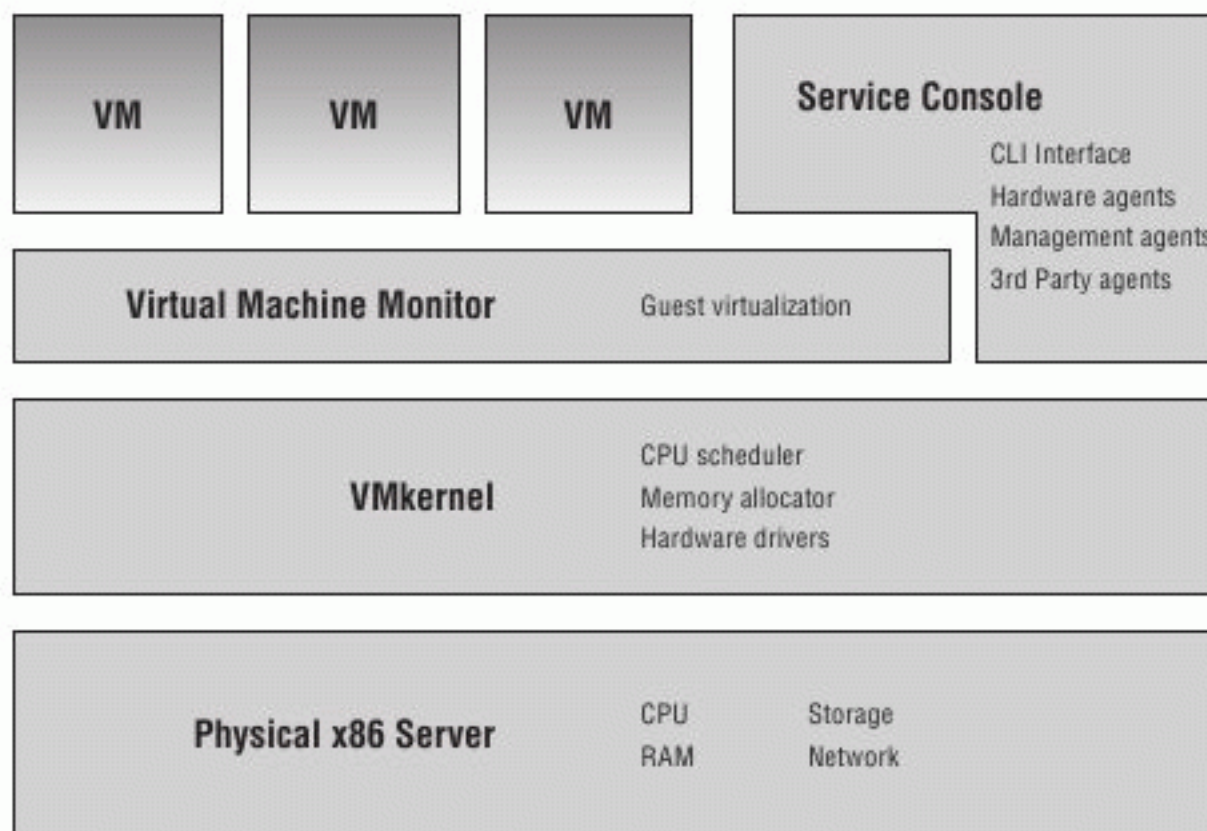 VM
VM
VM
Service Console
CLI Interface
Hardware agents
Management agents
3rd Party agents
Virtual Machine Monitor
Guest virtualization
VMkernel
CPU scheduler
Memory allocator
Hardware drivers
Physical x86 Server
CPU Storage
RAM Network